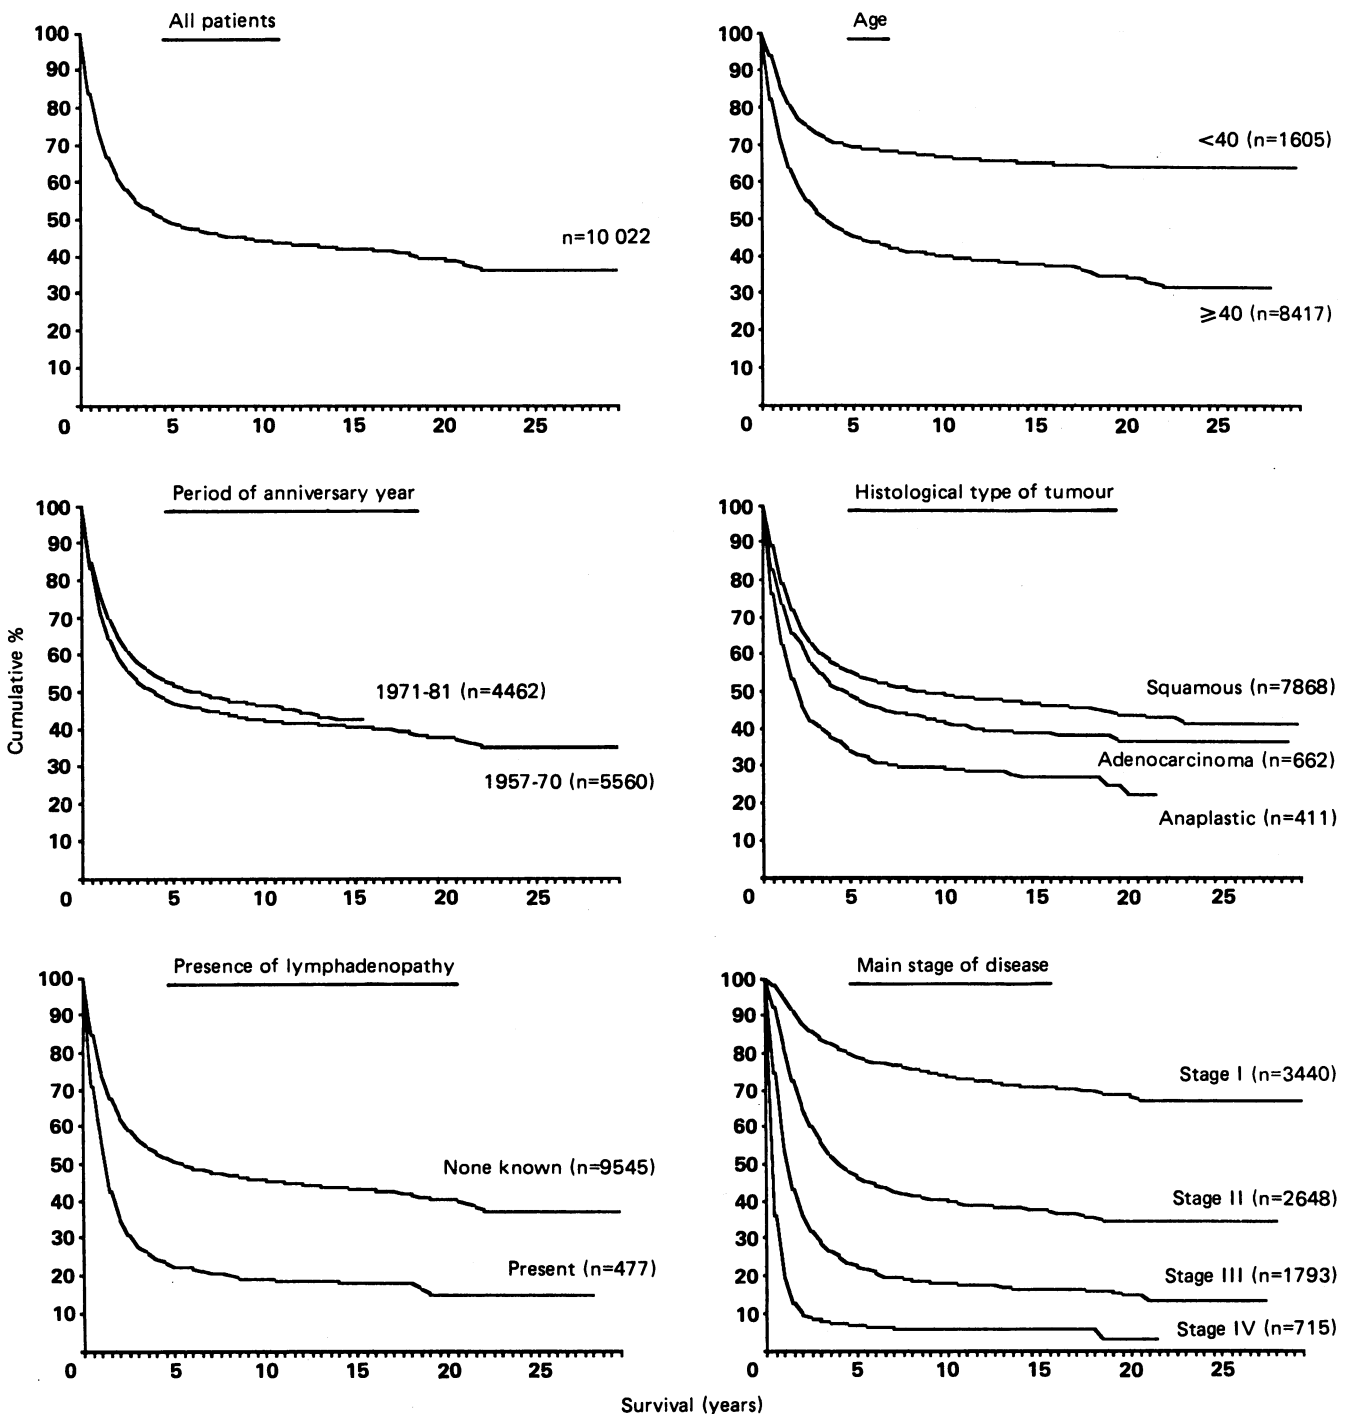 All patients
100
90
80
70
60
50
40
30
20
10
n=10 022
0 5 10 15 20 25
Age
100
90
80
70
60
50
40
30
20
10
<40 (n=1605)
⩾40 (n=8417)
0 5 10 15 20 25
Cumulative %
Period of anniversary year
100
90
80
70
60
50
40
30
20
10
1971-81 (n=4462)
1957-70 (n=5560)
0 5 10 15 20 25
Histological type of tumour
100
90
80
70
60
50
40
30
20
10
Squamous (n=7868)
Adenocarcinoma (n=662)
Anaplastic (n=411)
0 5 10 15 20 25
Presence of lymphadenopathy
100
90
80
70
60
50
40
30
20
10
None known (n=9545)
Present (n=477)
0 5 10 15 20 25
Main stage of disease
100
90
80
70
60
50
40
30
20
10
Stage I (n=3440)
Stage II (n=2648)
Stage III (n=1793)
Stage IV (n=715)
0 5 10 15 20 25
Survival (years)